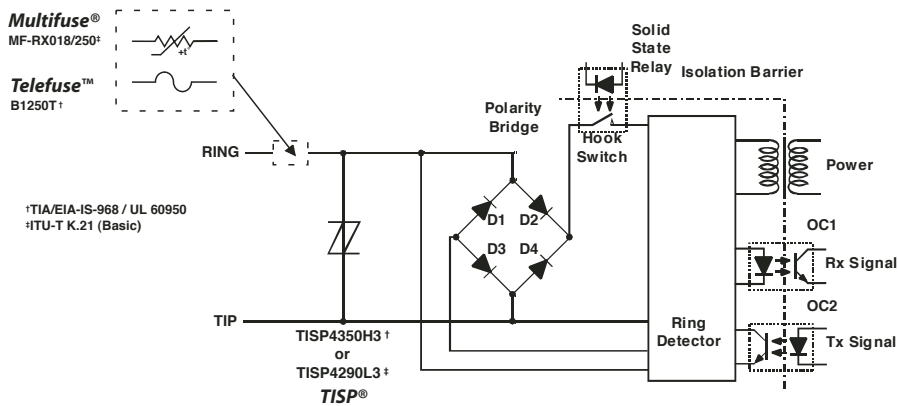 Multifuse®
MF-RX018/250‡
+t°
Telefuse™
B1250T†
Solid
State
Relay
Isolation Barrier
Polarity
Bridge
Hook
Switch
RING
Power
†TIA/EIA-IS-968 / UL 60950
‡ITU-T K.21 (Basic)
D1 D2
D3 D4
OC1
Rx Signal
OC2
TIP
TISP4350H3†
or
TISP4290L3‡
TISP®
Ring
Detector
Tx Signal